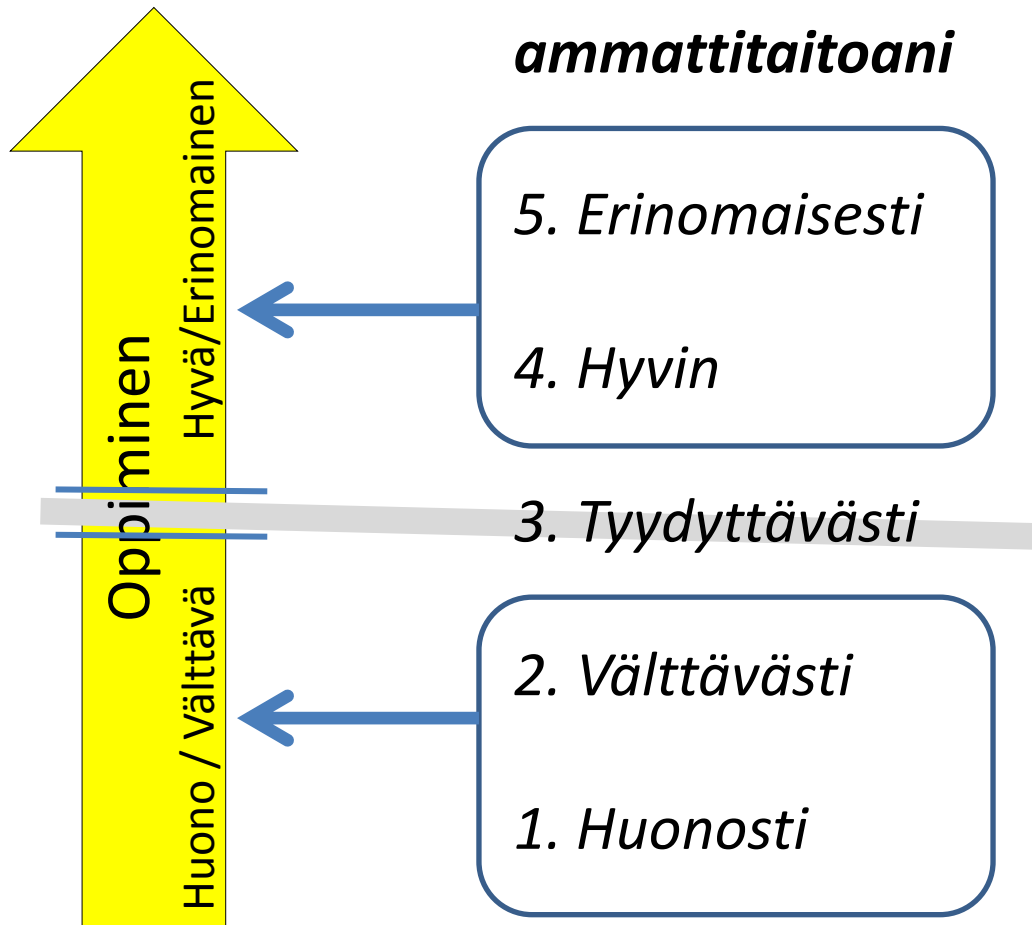 ammattitaitoani
5. Erinomaisesti
4. Hyvin
3. Tyydyttävästi
2. Välttävästi
1. Huonosti
Oppiminen
Hyvä/Erinomainen
Huono / Välttävä